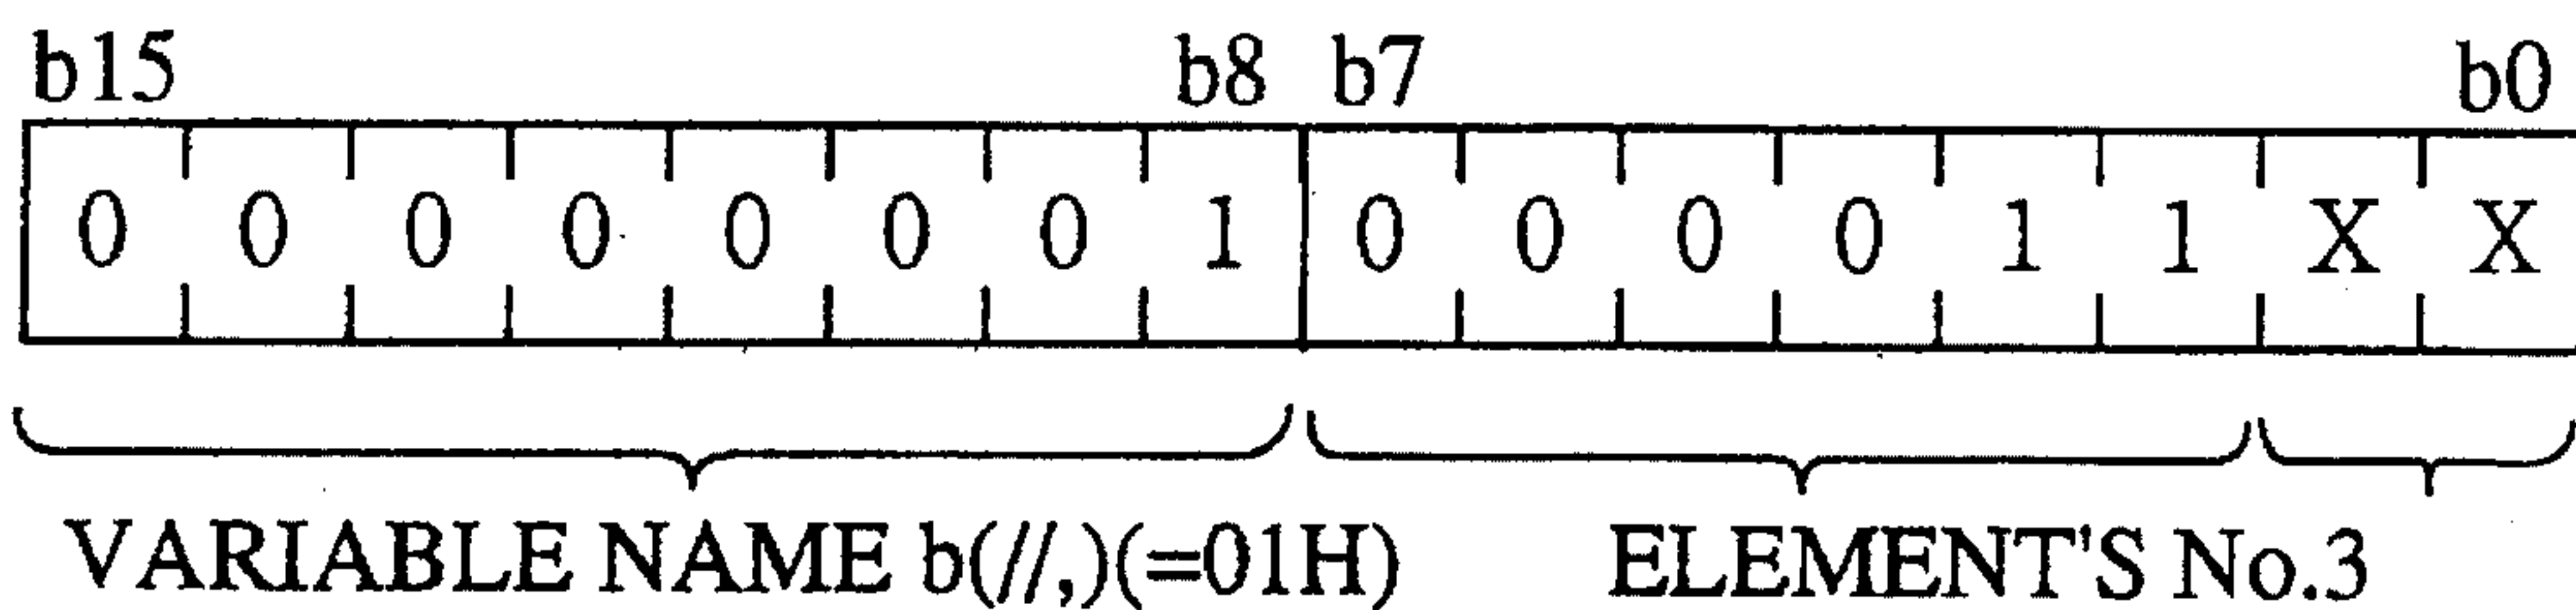 b15 b8 b7 b0
0 0 0 0 0 0 0 1 0 0 0 0 1 1 X X
VARIABLE NAME b(//,)(=01H) ELEMENT'S No.3